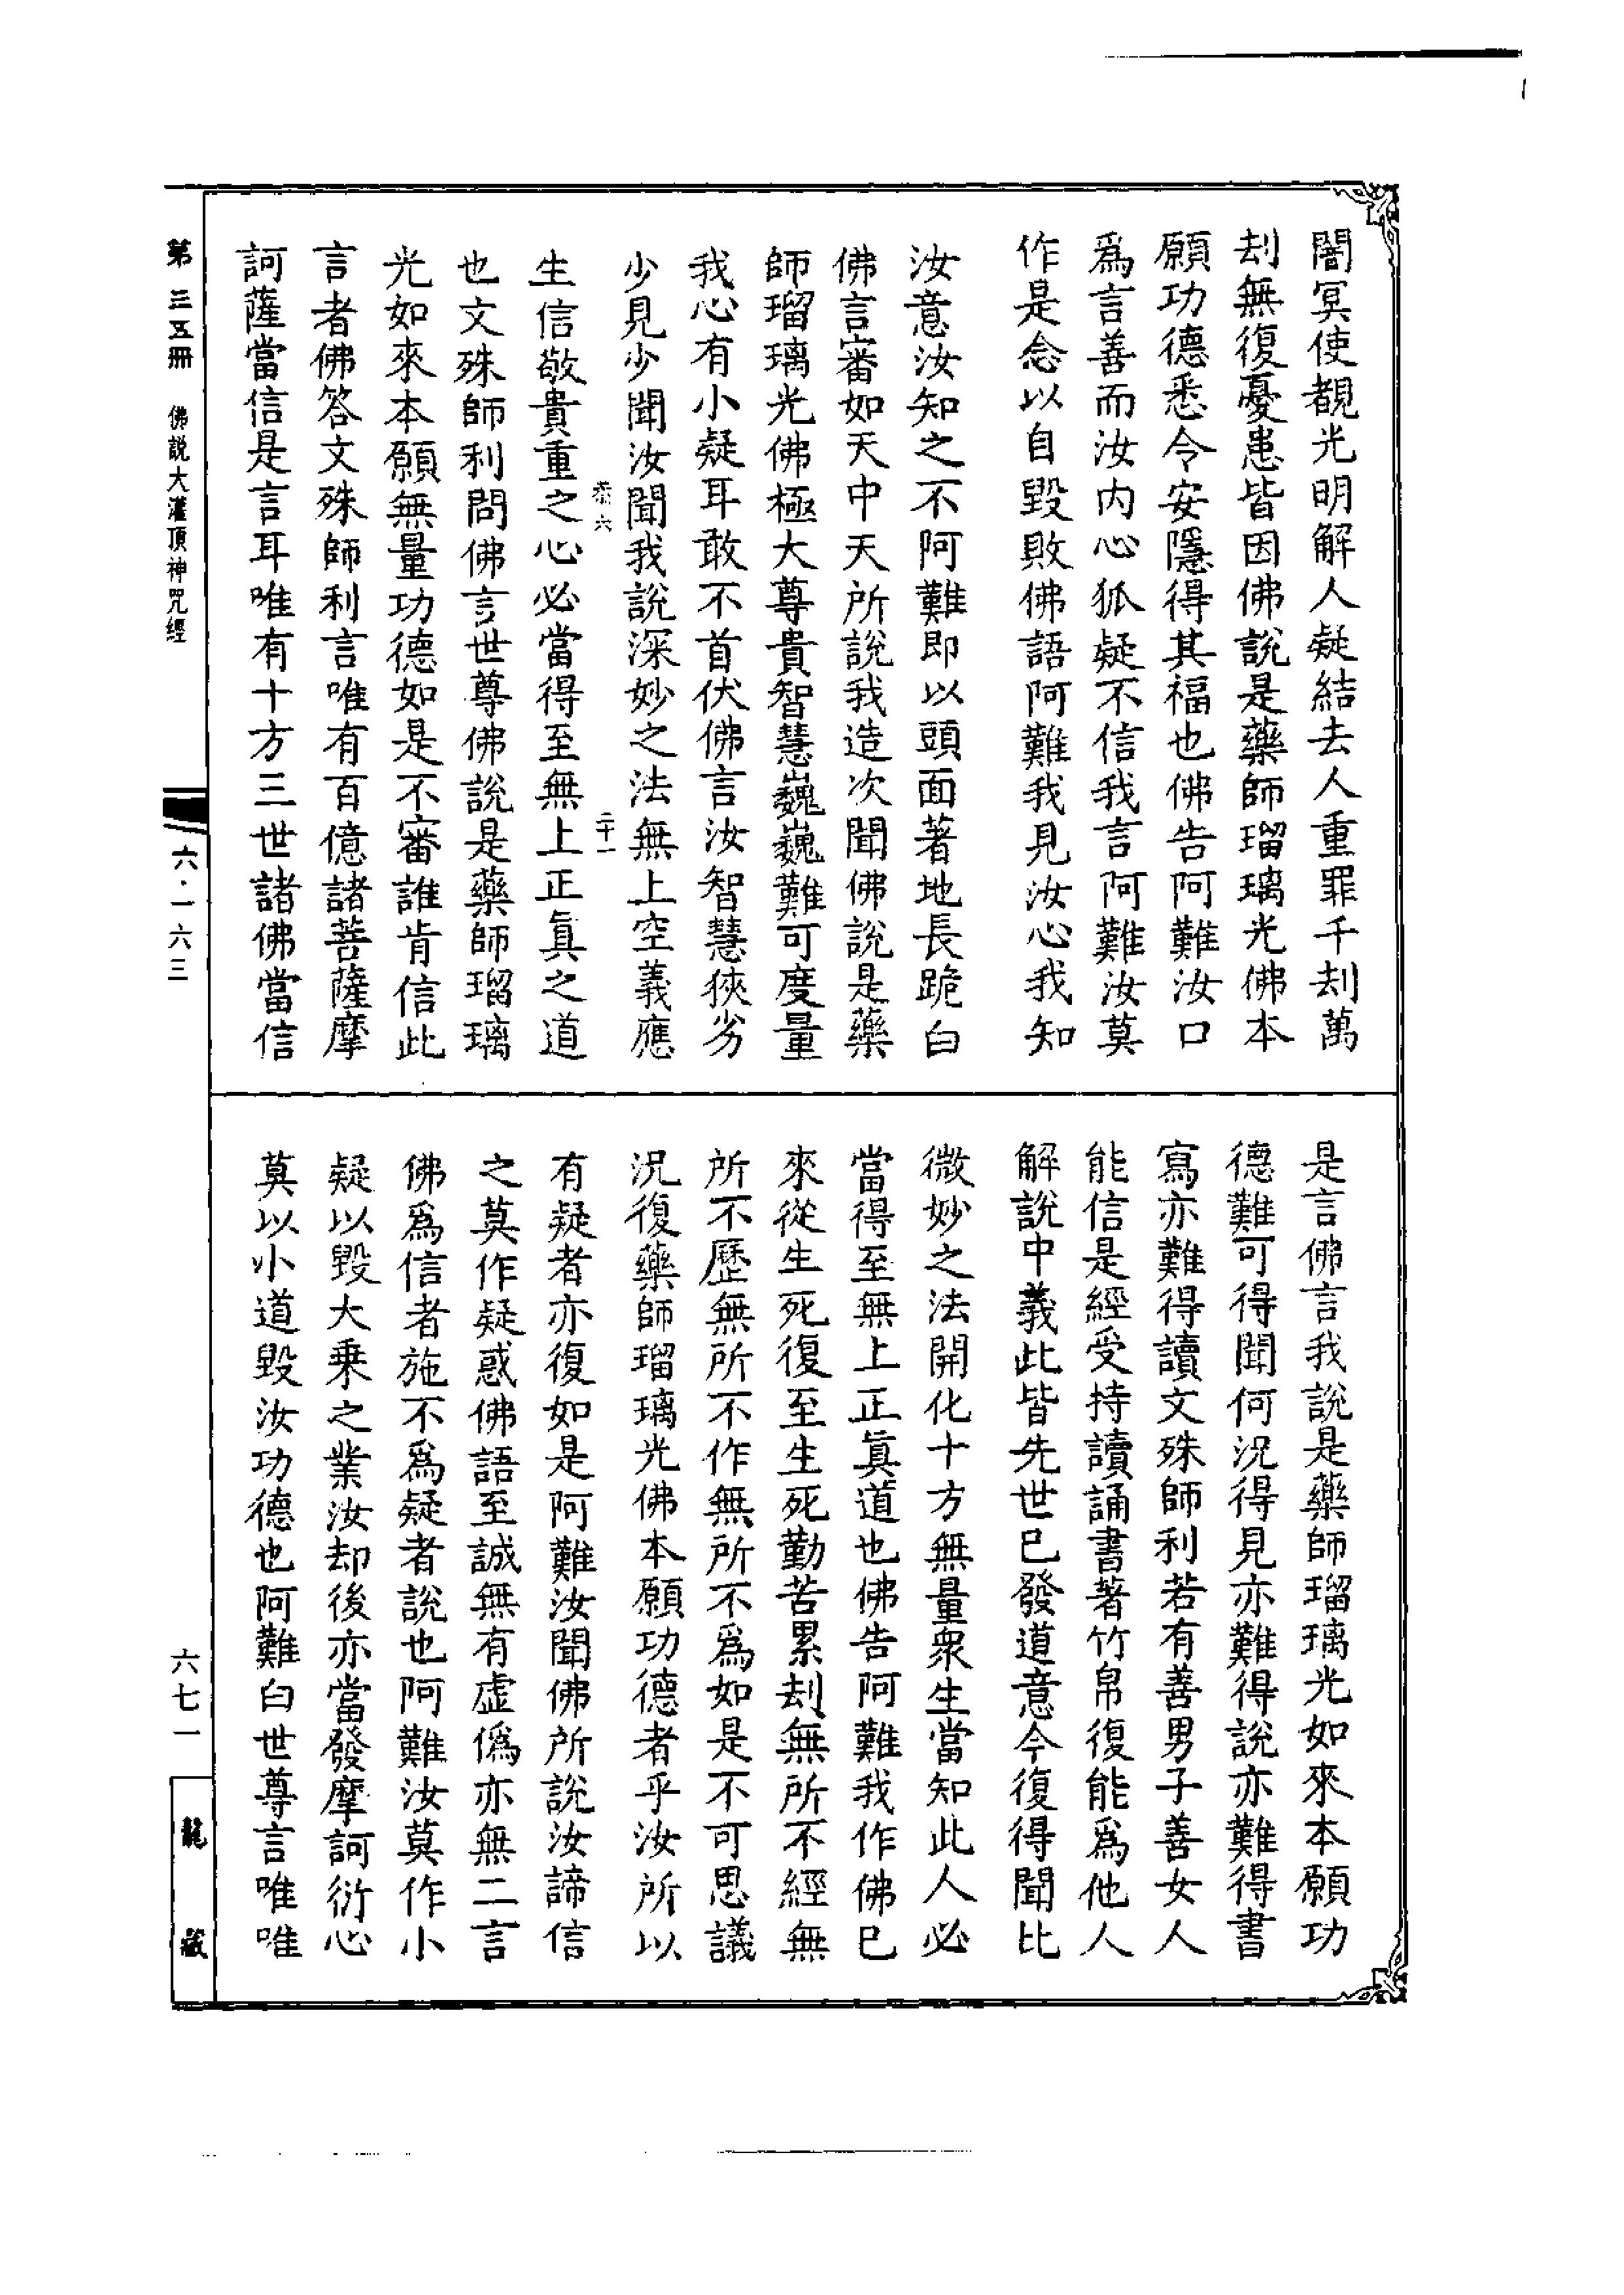 闇冥使覩光明解人疑結去人重罪千刦萬
刦無復憂患皆因佛說是藥師瑠璃光佛本
願功德悉令安隱得其福也佛告阿難汝口
爲言善而汝内心狐疑不信我言阿難汝莫
作是念以自毀敗佛語阿難我見汝心我知
汝意汝知之不阿難即以頭面著地長跪白
佛言審如天中天所說我造次聞佛說是藥
師瑠璃光佛極大尊貴智慧巍巍難可度量
我心有小疑耳敢不首伏佛言汝智慧狹劣
少見少聞汝聞我說深妙之法無上空義應
二十一
生信敬貴重之心必當得至無上正眞之道
也文殊師利問佛言世尊佛說是藥師瑠璃
光如來本願無量功德如是不審誰肯信此
言者佛答文殊師利言唯有百億諸菩薩摩
訶薩當信是言耳唯有十方三世諸佛當信
是言佛言我說是藥師瑠璃光如來本願功
德難可得聞何況得見亦難得說亦難得書
寫亦難得讀文殊師利若有善男子善女人
能信是經受持讀誦書著竹帛復能爲他人
解說中義此皆先世已發道意今復得聞比
微妙之法開化十方無量衆生當知此人必
當得至無上正眞道也佛告阿難我作佛已
來從生死復至生死勤苦累刦無所不經無
所不歷無所不作無所不爲如是不可思議
況復藥師瑠璃光佛本願功德者乎汝所以
有疑者亦復如是阿難汝聞佛所說汝諦信
之莫作疑惑佛語至誠無有虛僞亦無二言
佛爲信者施不爲疑者說也阿難汝莫作小
疑以毀大乘之業汝却後亦當發摩訶衍心
莫以小道毀汝功德也阿難白世尊言唯唯
第三五册 佛說大灌頂神咒經
六·一六三
六七一
龍藏